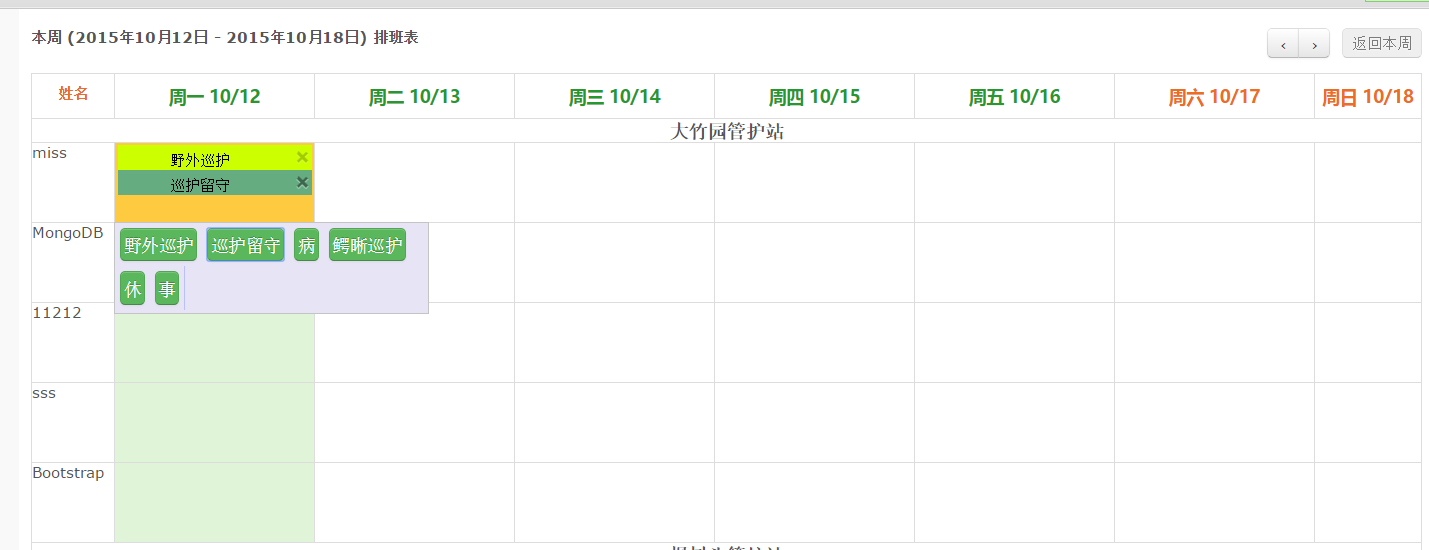 本周 (2015年10月12日 - 2015年10月18日) 排班表
‹ › 返回本周
姓名 周一 10/12 周二 10/13 周三 10/14 周四 10/15 周五 10/16 周六 10/17 周日 10/18
大竹园管护站
miss 野外巡护 ×
巡护留守 ×
MongoDB 野外巡护 巡护留守 病 鳄晰巡护
休 事
11212
sss
Bootstrap